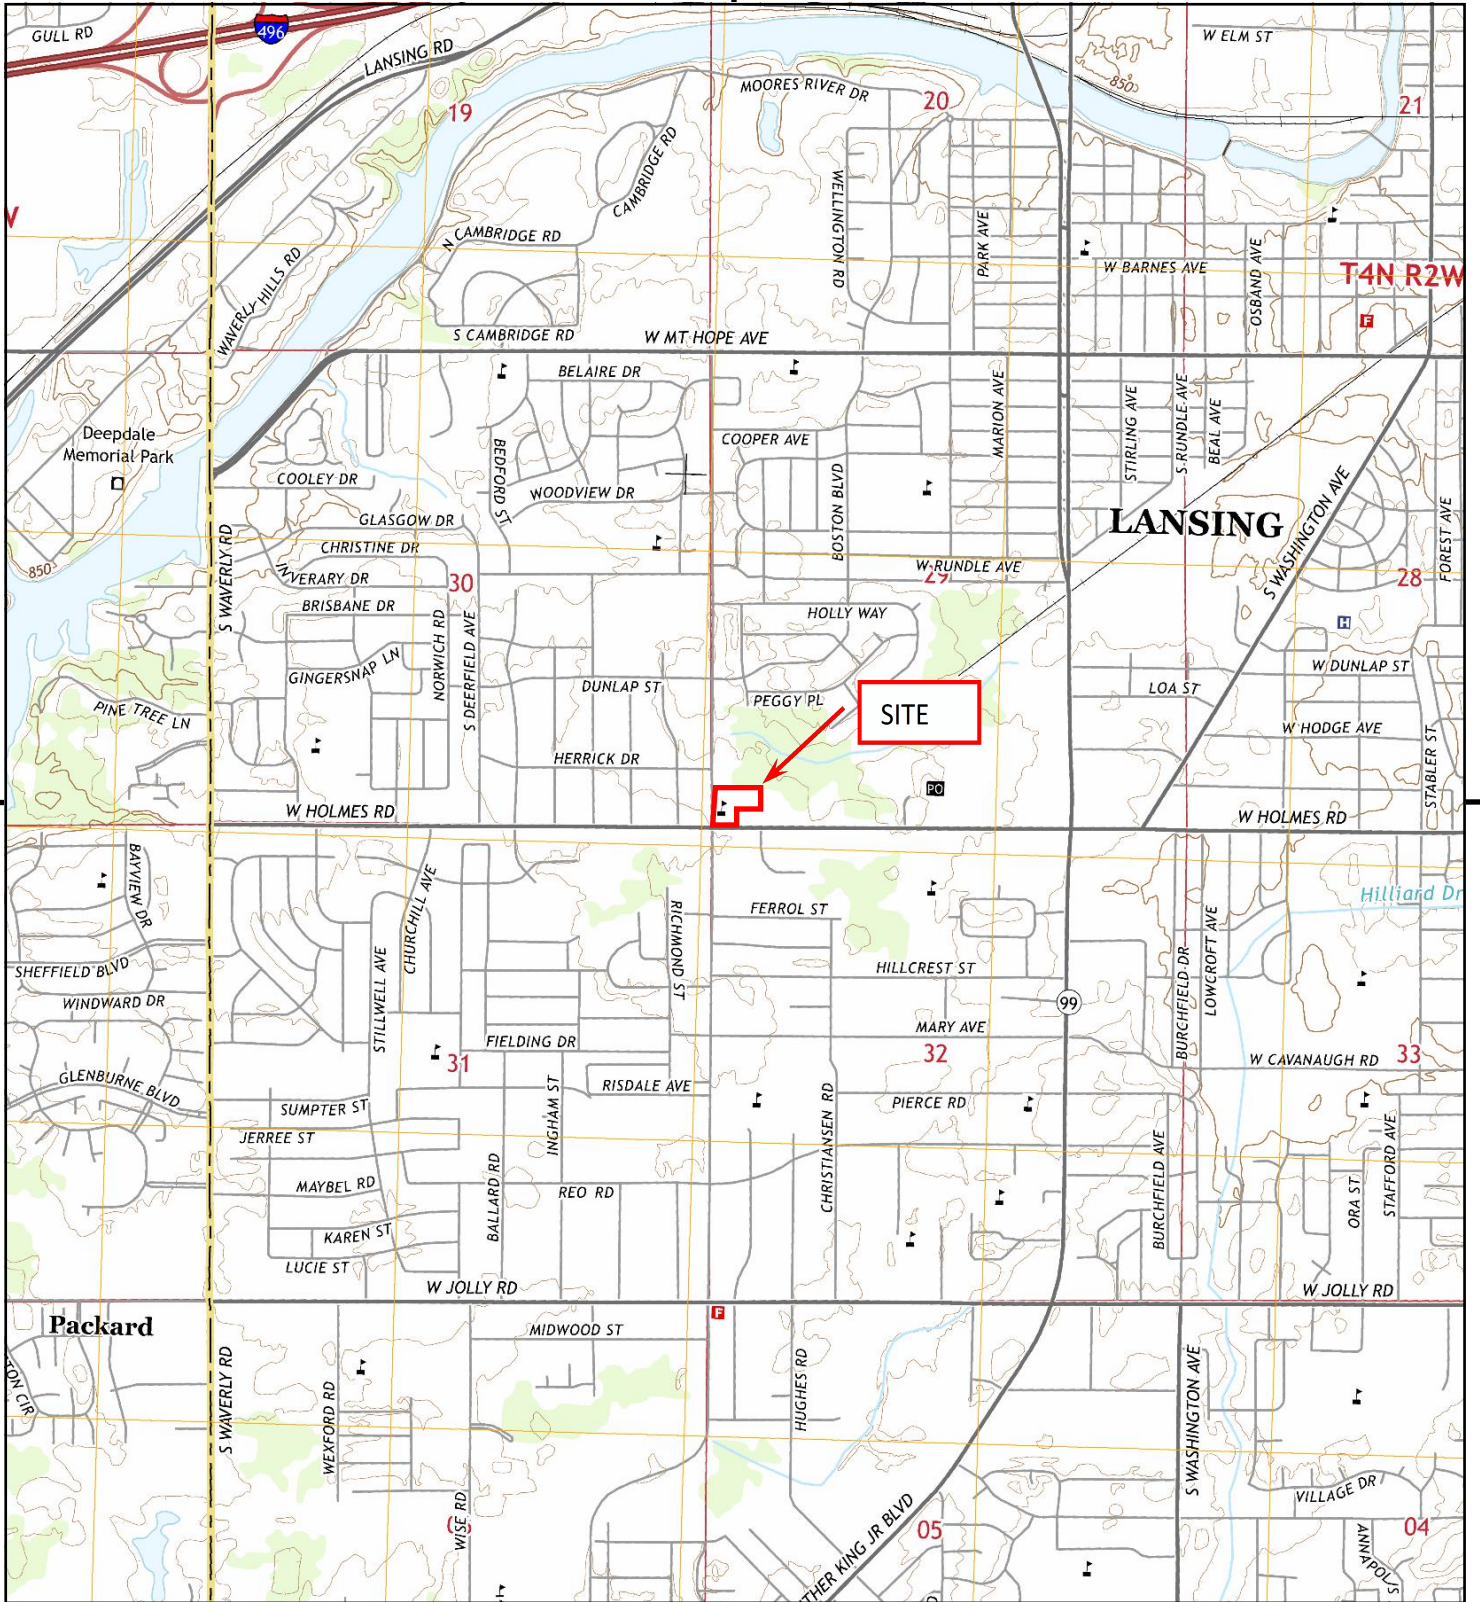 GULL RD
496
LANSING RD
W ELM ST
MOORES RIVER DR
850
19
20
21
CAMBRIDGE RD
WELLINGTON RD
PARK AVE
N CAMBRIDGE RD
WAVERLY HILLS RD
W BARNES AVE
OSBAND AVE
T4N R2W
F
S CAMBRIDGE RD
W MT HOPE AVE
BELAIRE DR
MARION AVE
STIRLING AVE
S RUNDLE AVE
BEAL AVE
Deepdale
Memorial Park
COOPER AVE
BEDFORD ST
COOLEY DR
WOODVIEW DR
BOSTON BLVD
GLASGOW DR
LANSING
S WASHINGTON AVE
FOREST AVE
S WAVERLY RD
CHRISTINE DR
850
INVERARY DR
30
W RUNDLE AVE
29
28
BRISBANE DR
HOLLY WAY
H
NORWICH RD
S DEERFIELD AVE
GINGERSNAP LN
DUNLAP ST
PEGGY PL
W DUNLAP ST
LOA ST
PINE TREE LN
SITE
W HODGE AVE
STABLER ST
HERRICK DR
PO
W HOLMES RD
W HOLMES RD
BAYVIEW DR
CHURCHILL AVE
Hilliard Dr
RICHMOND ST
FERROL ST
LOWCROFT AVE
SHEFFIELD BLVD
STILLWELL AVE
HILLCREST ST
BURCHFIELD DR
WINDWARD DR
99
MARY AVE
FIELDING DR
31
32
W CAVANAUGH RD
33
GLENBURNE BLVD
RISDALE AVE
INGHAM ST
CHRISTIANSEN RD
PIERCE RD
SUMPTER ST
JERREE ST
BURCHFIELD AVE
STAFFORD AVE
ORA ST
MAYBEL RD
BALLARD RD
REO RD
KAREN ST
LUCIE ST
W JOLLY RD
W JOLLY RD
Packard
F
MIDWOOD ST
TON CIR
S WAVERLY RD
WEXFORD RD
HUGHES RD
S WASHINGTON AVE
VILLAGE DR
WISE RD
THER KING JR BLVD
05
04
ANNAPOLIS